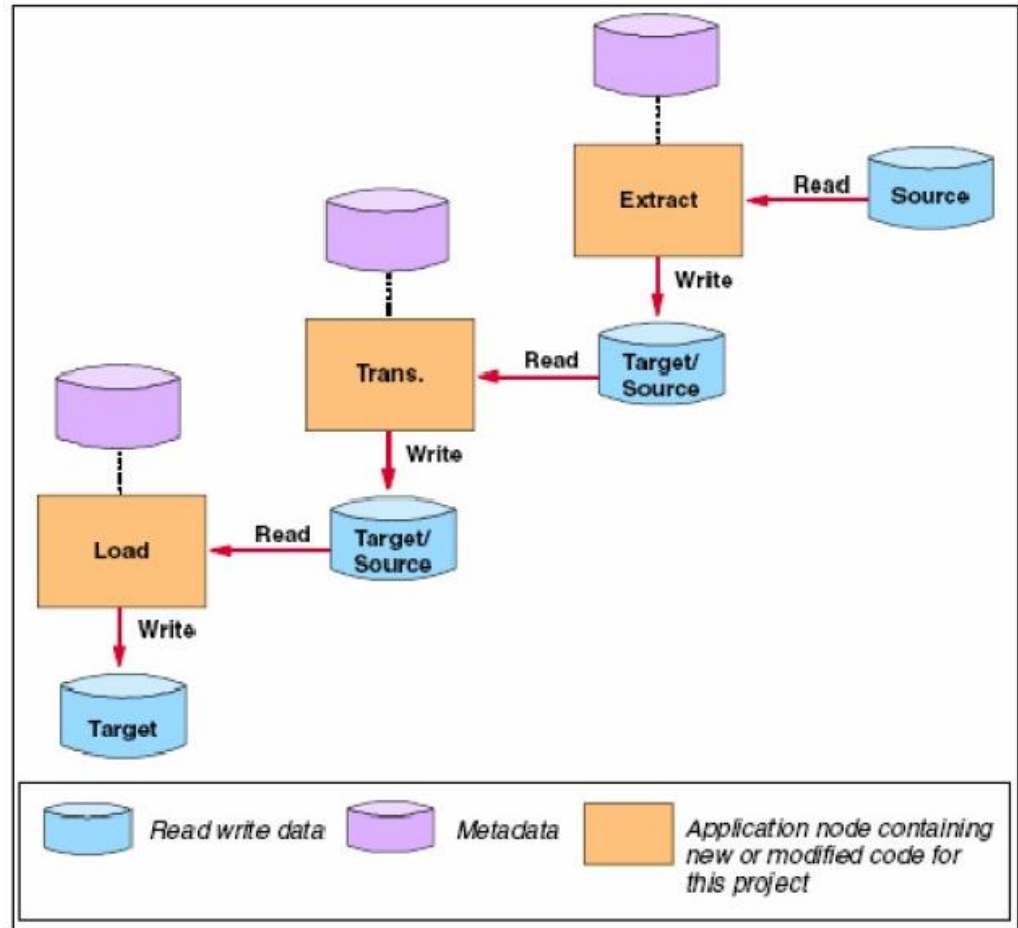 Extract
Read
Source
Write
Trans.
Read
Target/
Source
Write
Load
Read
Target/
Source
Write
Target
Read write data
Metadata
Application node containing
new or modified code for
this project